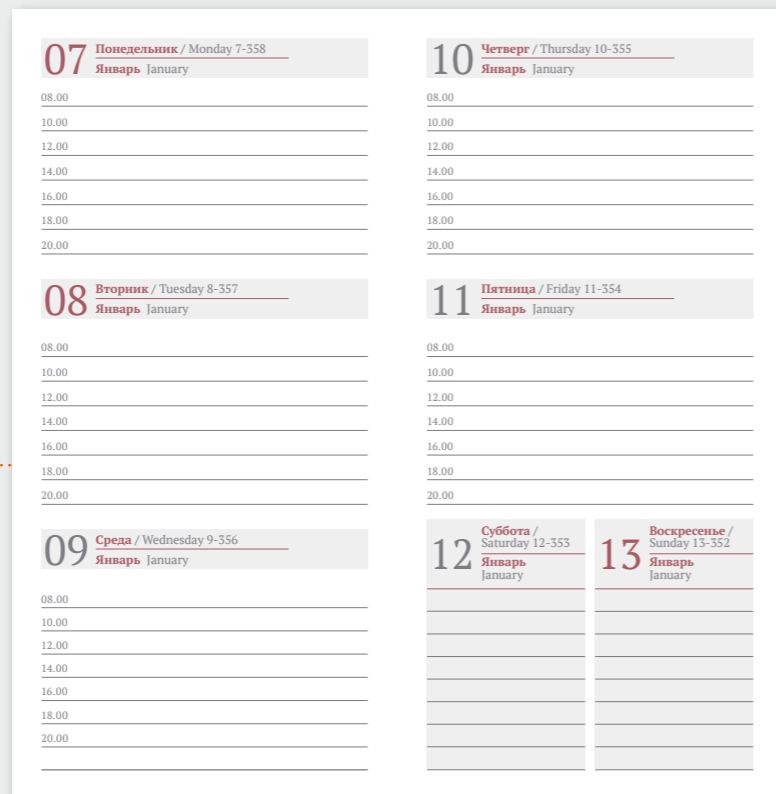 07 Понедельник / Monday 7-358
Январь January
08.00
10.00
12.00
14.00
16.00
18.00
20.00
08 Вторник / Tuesday 8-357
Январь January
08.00
10.00
12.00
14.00
16.00
18.00
20.00
09 Среда / Wednesday 9-356
Январь January
08.00
10.00
12.00
14.00
16.00
18.00
20.00
10 Четверг / Thursday 10-355
Январь January
08.00
10.00
12.00
14.00
16.00
18.00
20.00
11 Пятница / Friday 11-354
Январь January
08.00
10.00
12.00
14.00
16.00
18.00
20.00
12 Суббота /
Saturday 12-353
Январь
January
13 Воскресенье /
Sunday 13-352
Январь
January